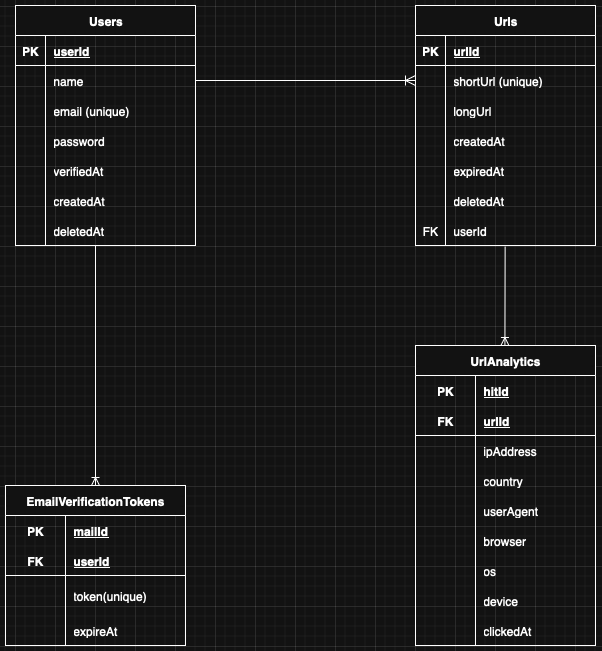 Users
PK userId
name
email (unique)
password
verifiedAt
createdAt
deletedAt
Urls
PK urlId
shortUrl (unique)
longUrl
createdAt
expiredAt
deletedAt
FK userId
EmailVerificationTokens
PK mailId
FK userId
token(unique)
expireAt
UrlAnalytics
PK hitId
FK urlId
ipAddress
country
userAgent
browser
os
device
clickedAt